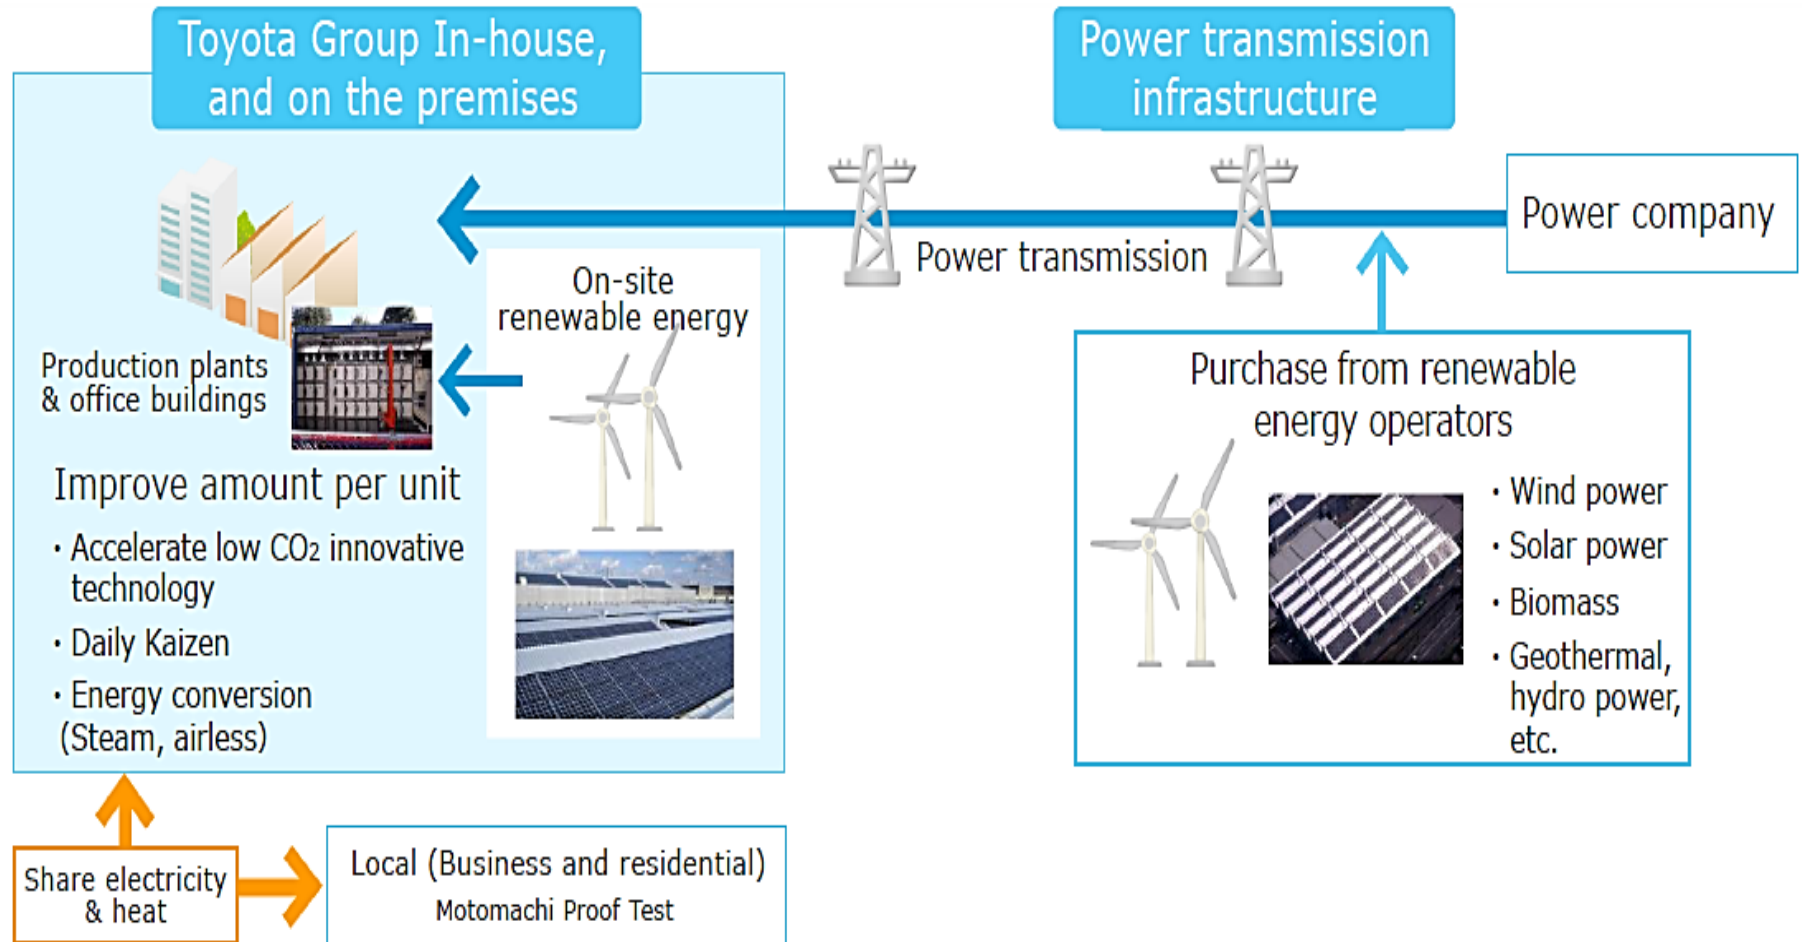 Toyota Group In-house,
and on the premises
Power transmission
infrastructure
Power company
Power transmission
On-site
renewable energy
Production plants
& office buildings
Improve amount per unit
・Accelerate low CO₂ innovative
technology
・Daily Kaizen
・Energy conversion
(Steam, airless)
Purchase from renewable
energy operators
・Wind power
・Solar power
・Biomass
・Geothermal,
hydro power,
etc.
Share electricity
& heat
Local (Business and residential)
Motomachi Proof Test